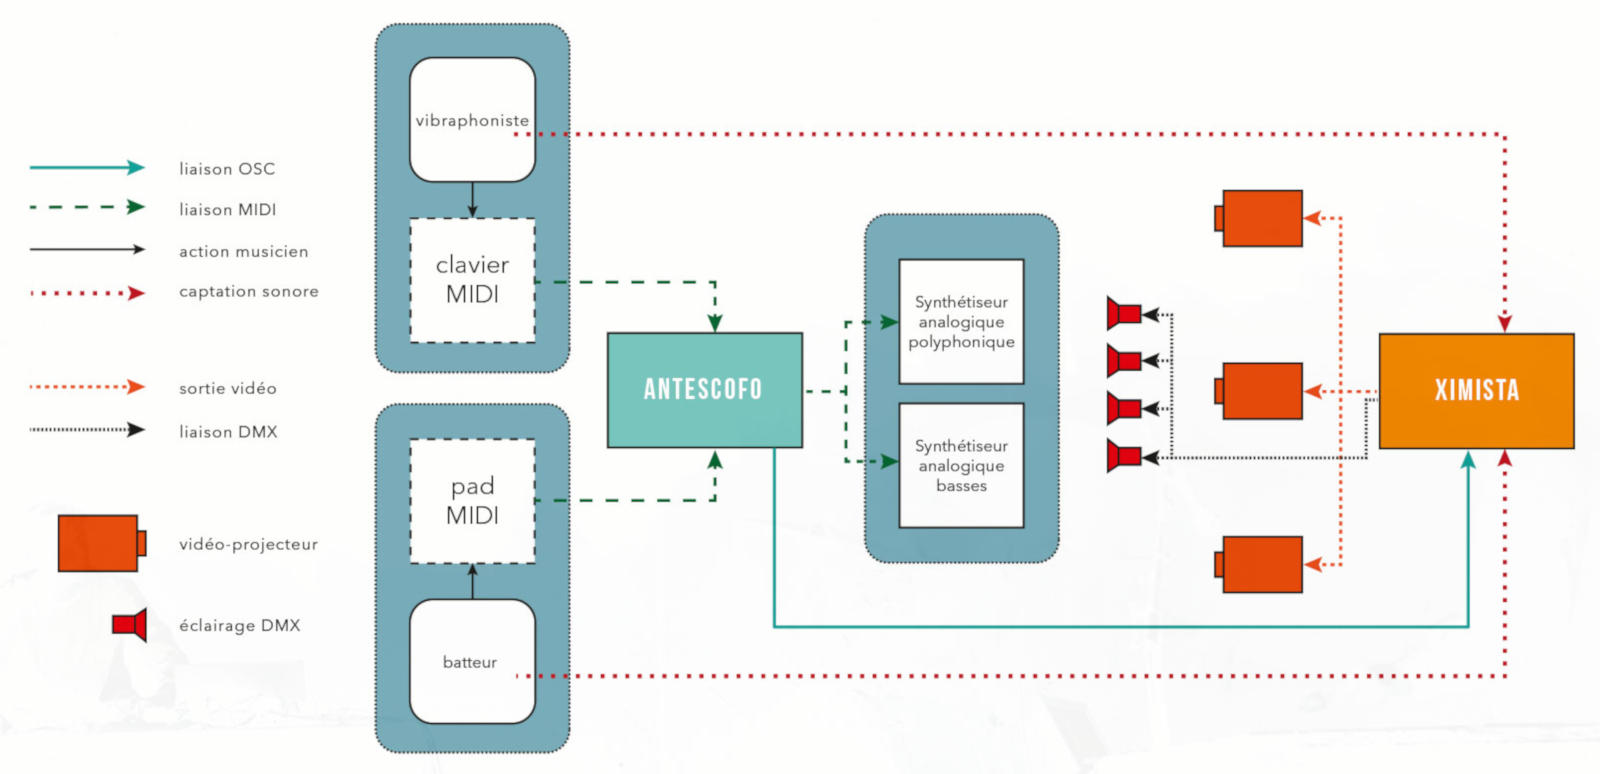 liaison OSC
liaison MIDI
action musicien
captation sonore
sortie vidéo
liaison DMX
vidéo-projecteur
éclairage DMX
vibraphoniste
clavier
MIDI
pad
MIDI
batteur
ANTESCOFO
Synthétiseur
analogique
polyphonique
Synthétiseur
analogique
basses
XIMISTA